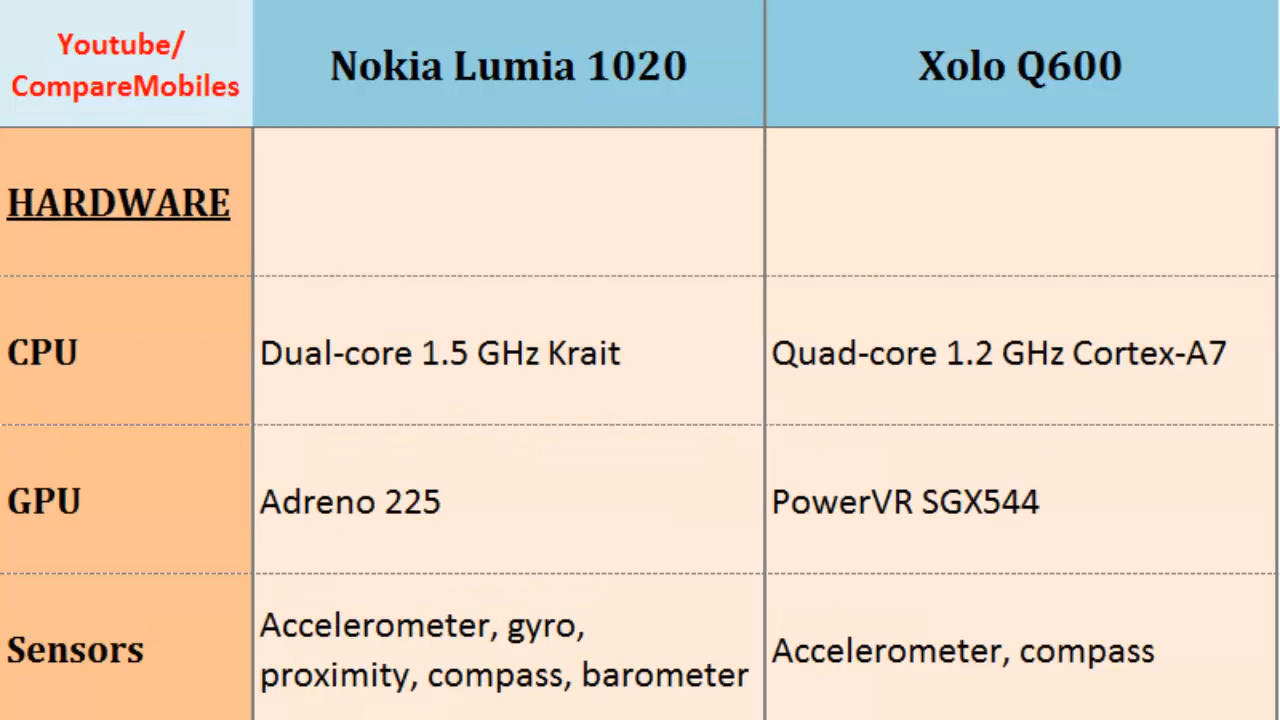 Youtube/
CompareMobiles
Nokia Lumia 1020
Xolo Q600
HARDWARE
CPU
Dual-core 1.5 GHz Krait
Quad-core 1.2 GHz Cortex-A7
GPU
Adreno 225
PowerVR SGX544
Sensors
Accelerometer, gyro,
proximity, compass, barometer
Accelerometer, compass